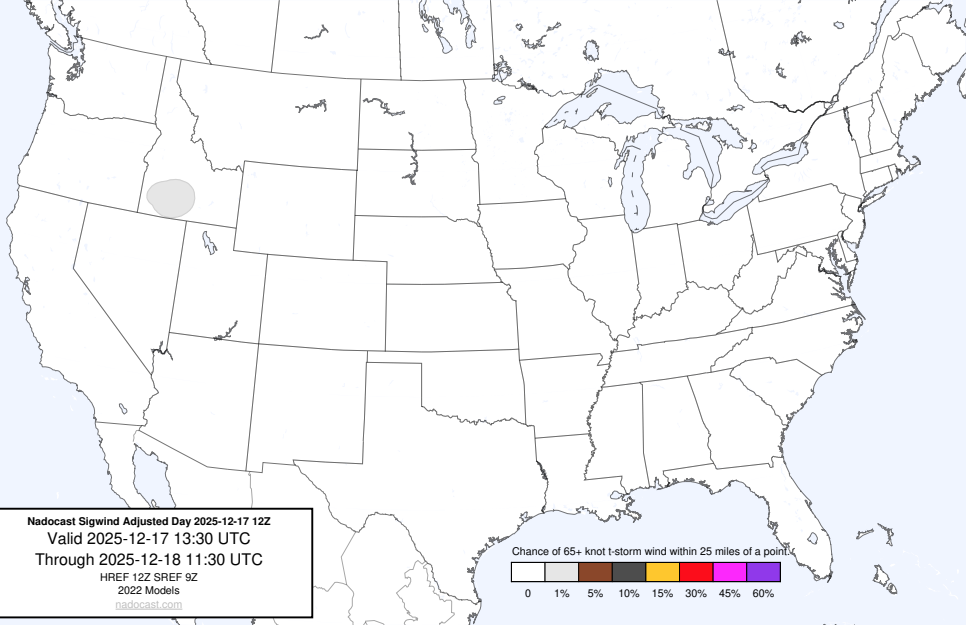 Nadocast Sigwind Adjusted Day 2025-12-17 12Z
Valid 2025-12-17 13:30 UTC
Through 2025-12-18 11:30 UTC
HREF 12Z SREF 9Z
2022 Models
nadocast.com
Chance of 65+ knot t-storm wind within 25 miles of a point.
0 1% 5% 10% 15% 30% 45% 60%